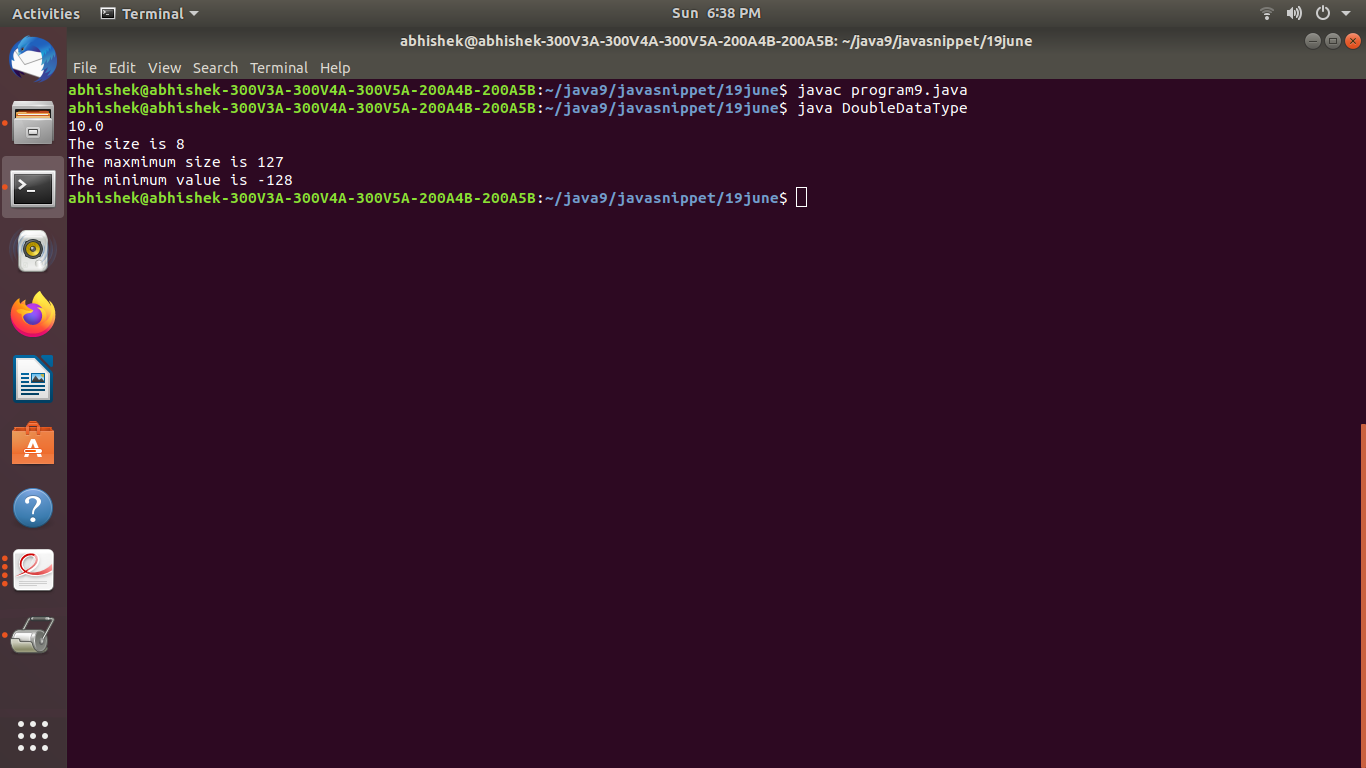 Activities Terminal Sun 6:38 PM
abhishek@abhishek-300V3A-300V4A-300V5A-200A4B-200A5B: ~/java9/javasnippet/19june
File Edit View Search Terminal Help
abhishek@abhishek-300V3A-300V4A-300V5A-200A4B-200A5B:~/java9/javasnippet/19june$ javac program9.java
abhishek@abhishek-300V3A-300V4A-300V5A-200A4B-200A5B:~/java9/javasnippet/19june$ java DoubleDataType
10.0
The size is 8
The maxmimum size is 127
The minimum value is -128
abhishek@abhishek-300V3A-300V4A-300V5A-200A4B-200A5B:~/java9/javasnippet/19june$